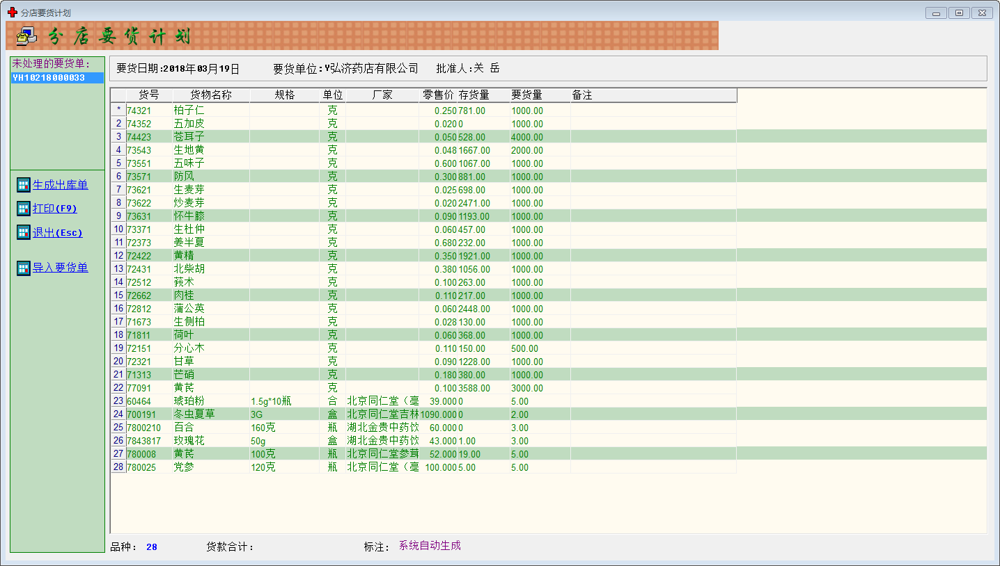 分店要货计划
分店要货计划
未处理的要货单:
YH10218000033
生成出库单
打印(F9)
退出(Esc)
导入要货单
要货日期:2018年03月19日 要货单位:Y弘济药店有限公司 批准人:关 岳
货号 货物名称 规格 单位 厂家 零售价 存货量 要货量 备注
* 74321 柏子仁 克 0.250 781.00 1000.00
2 74352 五加皮 克 0.020 0 1000.00
3 74423 苍耳子 克 0.050 528.00 4000.00
4 73543 生地黄 克 0.048 1667.00 2000.00
5 73551 五味子 克 0.600 1067.00 1000.00
6 73571 防风 克 0.300 881.00 1000.00
7 73621 生麦芽 克 0.025 698.00 1000.00
8 73622 炒麦芽 克 0.020 2471.00 1000.00
9 73631 怀牛膝 克 0.090 1193.00 1000.00
10 73371 生杜仲 克 0.060 457.00 1000.00
11 72373 姜半夏 克 0.680 232.00 1000.00
12 72422 黄精 克 0.350 1921.00 1000.00
13 72431 北柴胡 克 0.380 1056.00 1000.00
14 72512 莪术 克 0.100 263.00 1000.00
15 72662 肉桂 克 0.110 217.00 1000.00
16 72812 蒲公英 克 0.060 2448.00 1000.00
17 71673 生侧柏 克 0.028 130.00 1000.00
18 71811 荷叶 克 0.060 368.00 1000.00
19 72151 分心木 克 0.110 150.00 500.00
20 72321 甘草 克 0.090 1228.00 1000.00
21 71313 芒硝 克 0.180 380.00 1000.00
22 77091 黄芪 克 0.100 3588.00 3000.00
23 60464 琥珀粉 1.5g*10瓶 合 北京同仁堂（亳 39.000 0 5.00
24 700191 冬虫夏草 3G 盒 北京同仁堂吉林 1090.000 0 2.00
25 7800210 百合 160克 瓶 湖北金贵中药饮 60.000 0 3.00
26 7843817 玫瑰花 50g 盒 湖北金贵中药饮 43.000 1.00 3.00
27 780008 黄芪 100克 瓶 北京同仁堂参茸 52.000 19.00 5.00
28 780025 党参 120克 瓶 北京同仁堂（亳 100.000 5.00 5.00
品种: 28 货款合计: 标注: 系统自动生成